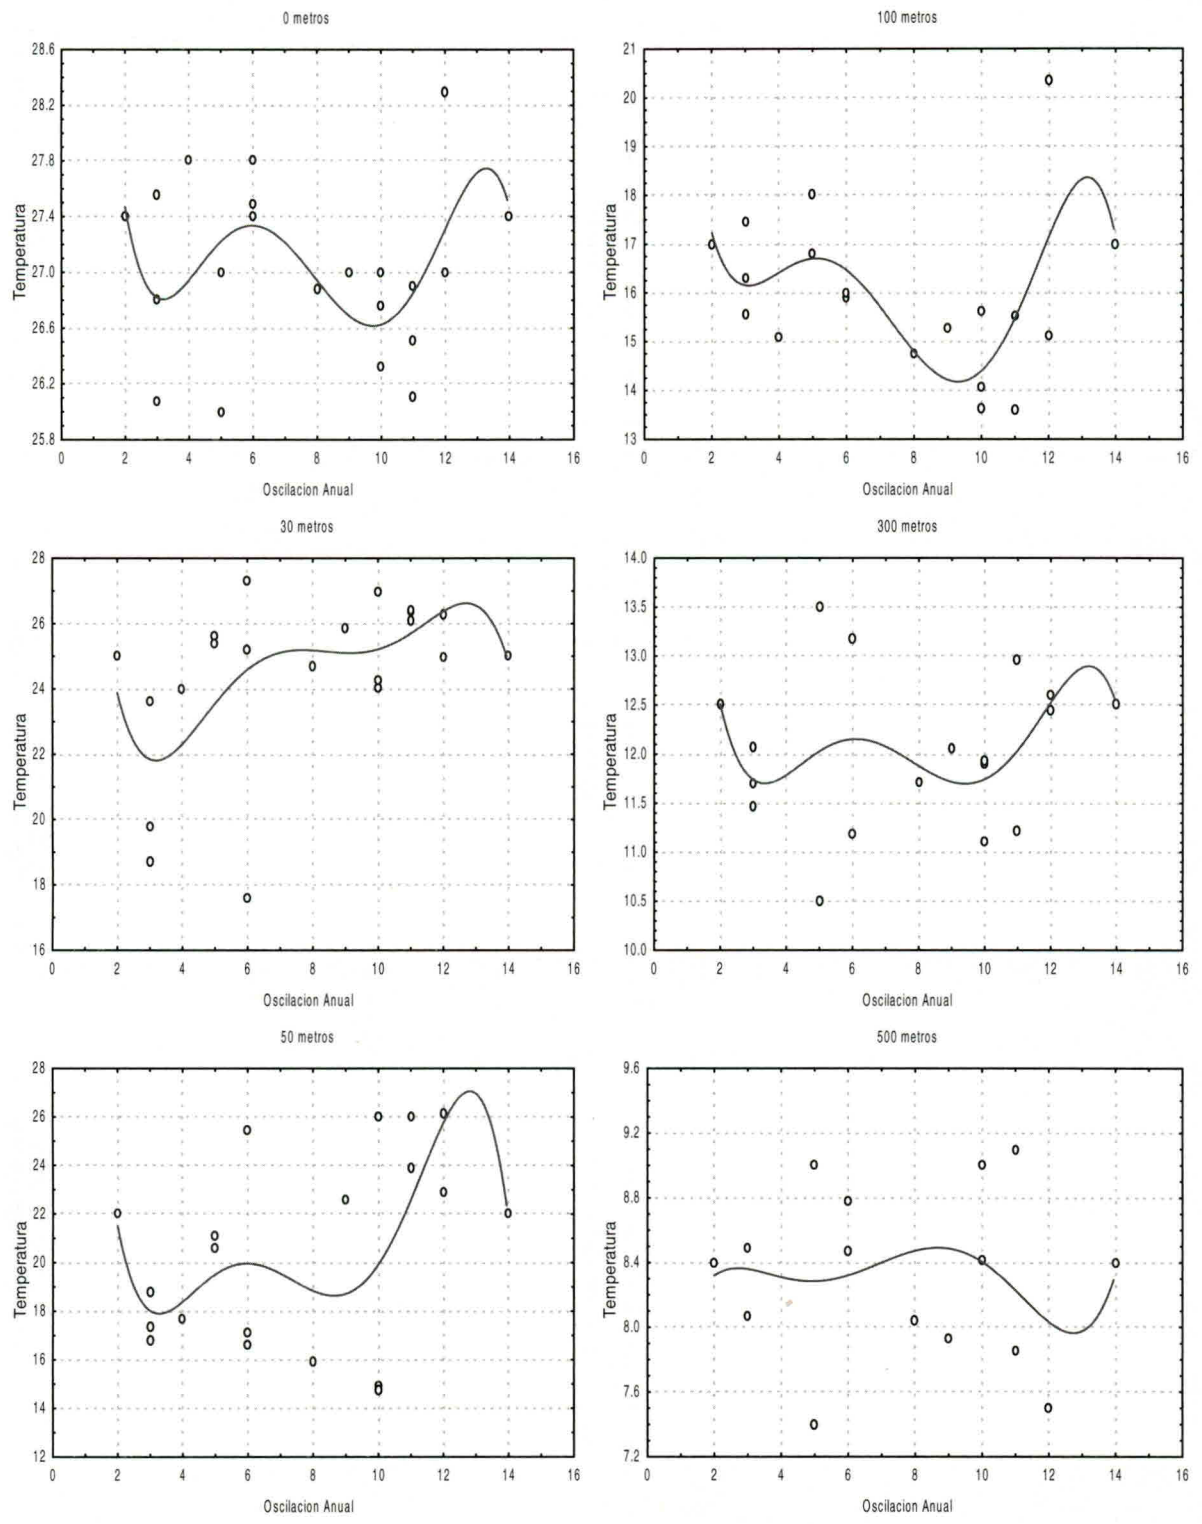 0 metros
28.6
28.2
27.8
27.4
27.0
26.6
26.2
25.8
Temperatura
0 2 4 6 8 10 12 14 16
Oscilacion Anual
100 metros
21
20
19
18
17
16
15
14
13
Temperatura
0 2 4 6 8 10 12 14 16
Oscilacion Anual
30 metros
28
26
24
22
20
18
16
Temperatura
0 2 4 6 8 10 12 14 16
Oscilacion Anual
300 metros
14.0
13.5
13.0
12.5
12.0
11.5
11.0
10.5
10.0
Temperatura
0 2 4 6 8 10 12 14 16
Oscilacion Anual
50 metros
28
26
24
22
20
18
16
14
12
Temperatura
0 2 4 6 8 10 12 14 16
Oscilacion Anual
500 metros
9.6
9.2
8.8
8.4
8.0
7.6
7.2
Temperatura
0 2 4 6 8 10 12 14 16
Oscilacion Anual